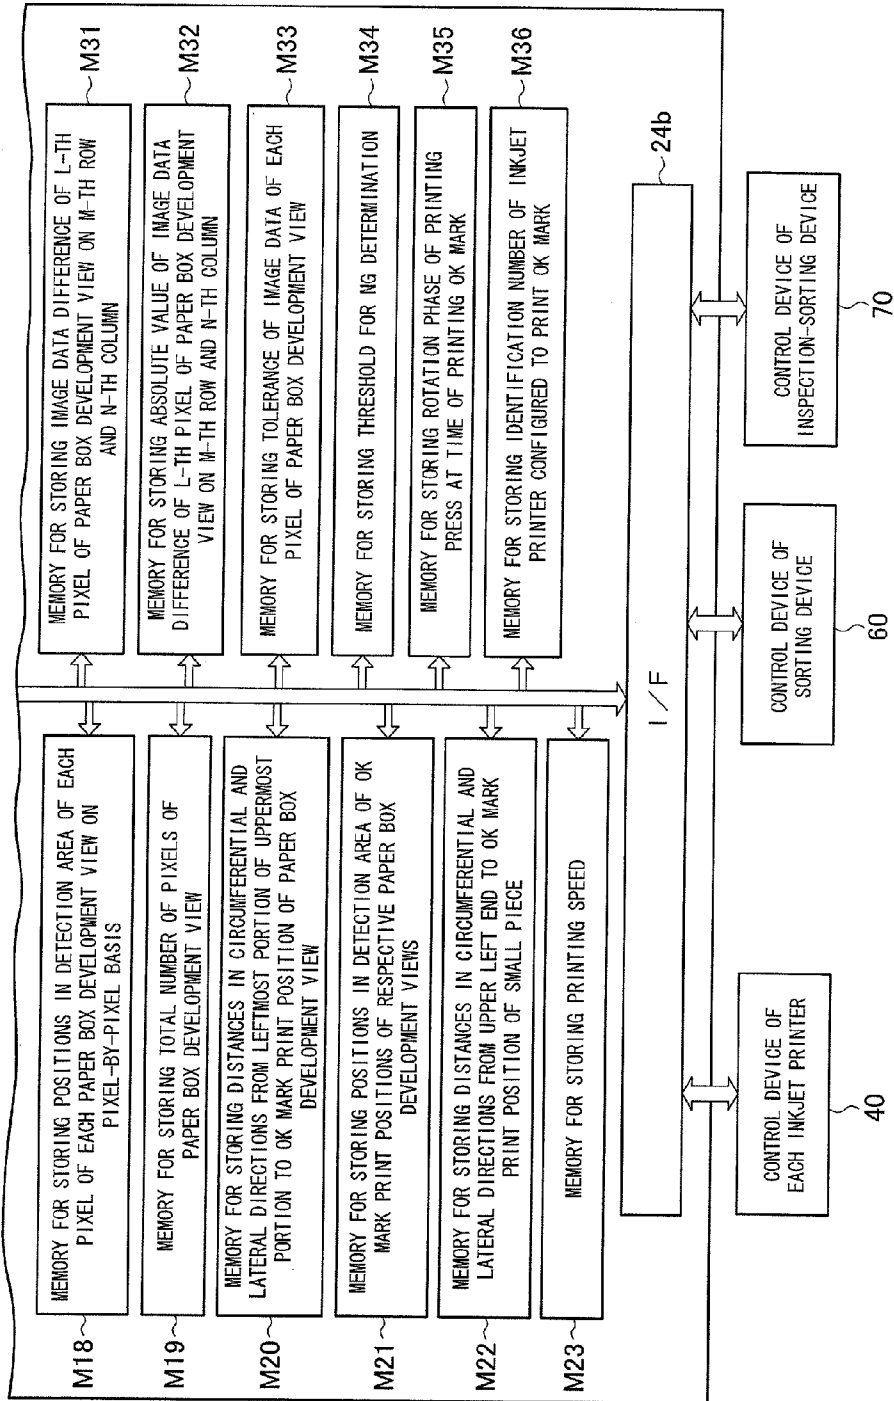 M18
MEMORY FOR STORING POSITIONS IN DETECTION AREA OF EACH
PIXEL OF EACH PAPER BOX DEVELOPMENT VIEW ON
PIXEL-BY-PIXEL BASIS
M19
MEMORY FOR STORING TOTAL NUMBER OF PIXELS OF
PAPER BOX DEVELOPMENT VIEW
M20
MEMORY FOR STORING DISTANCES IN CIRCUMFERENTIAL AND
LATERAL DIRECTIONS FROM LEFTMOST PORTION OF UPPERMOST
PORTION TO OK MARK PRINT POSITION OF PAPER BOX
DEVELOPMENT VIEW
M21
MEMORY FOR STORING POSITIONS IN DETECTION AREA OF OK
MARK PRINT POSITIONS OF RESPECTIVE PAPER BOX
DEVELOPMENT VIEWS
M22
MEMORY FOR STORING DISTANCES IN CIRCUMFERENTIAL AND
LATERAL DIRECTIONS FROM UPPER LEFT END TO OK MARK
PRINT POSITION OF SMALL PIECE
M23
MEMORY FOR STORING PRINTING SPEED
MEMORY FOR STORING IMAGE DATA DIFFERENCE OF L-TH
PIXEL OF PAPER BOX DEVELOPMENT VIEW ON M-TH ROW
AND N-TH COLUMN
M31
MEMORY FOR STORING ABSOLUTE VALUE OF IMAGE DATA
DIFFERENCE OF L-TH PIXEL OF PAPER BOX DEVELOPMENT
VIEW ON M-TH ROW AND N-TH COLUMN
M32
MEMORY FOR STORING TOLERANCE OF IMAGE DATA OF EACH
PIXEL OF PAPER BOX DEVELOPMENT VIEW
M33
MEMORY FOR STORING THRESHOLD FOR NG DETERMINATION
M34
MEMORY FOR STORING ROTATION PHASE OF PRINTING
PRESS AT TIME OF PRINTING OK MARK
M35
MEMORY FOR STORING IDENTIFICATION NUMBER OF INKJET
PRINTER CONFIGURED TO PRINT OK MARK
M36
I/F
24b
CONTROL DEVICE OF
EACH INKJET PRINTER
40
CONTROL DEVICE OF
SORTING DEVICE
60
CONTROL DEVICE OF
INSPECTION-SORTING DEVICE
70